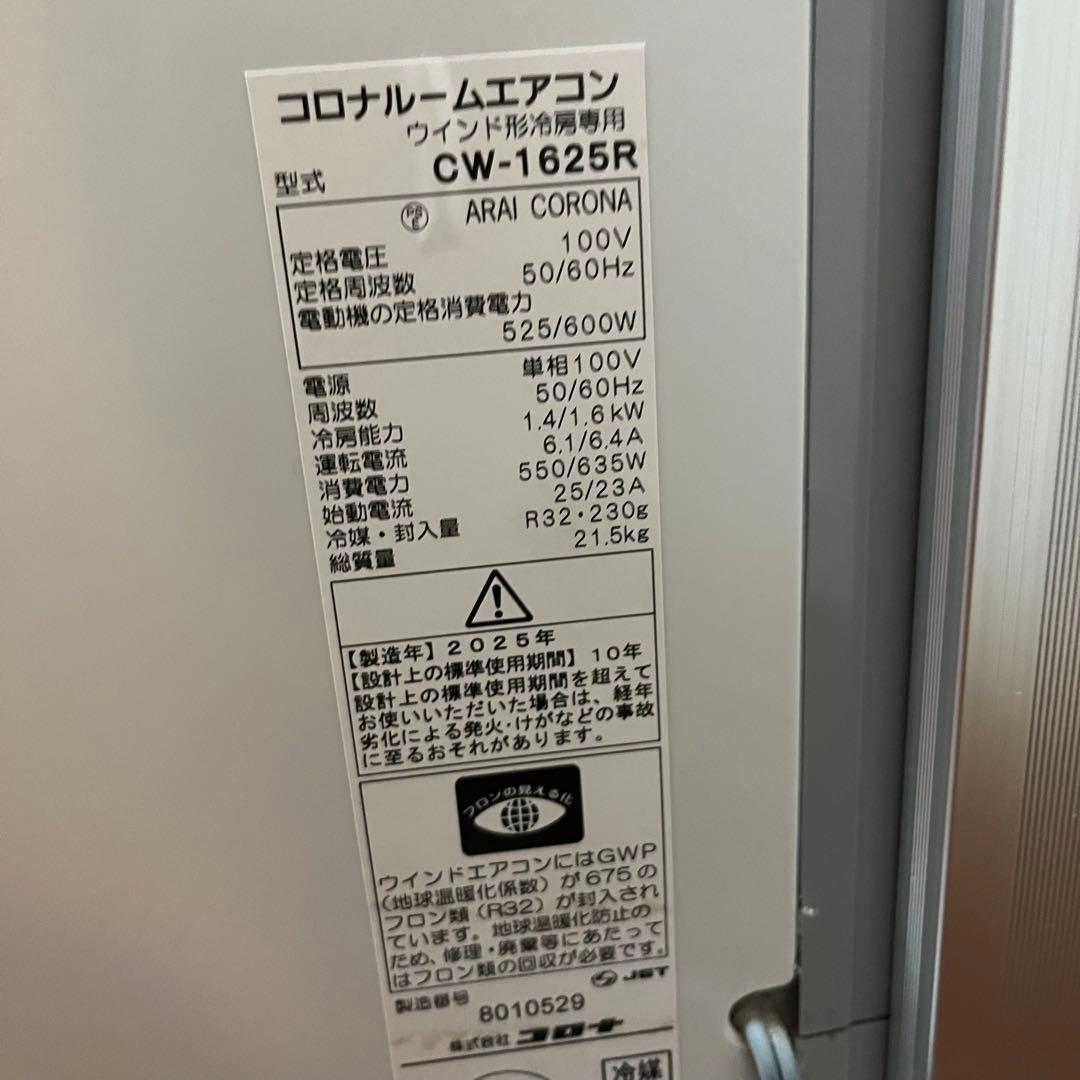 コロナルームエアコン
ウインド形冷房専用
型式 CW-1625R
PSE ARAI CORONA
定格電圧 100V
定格周波数 50/60Hz
電動機の定格消費電力
525/600W
電源 単相100V
周波数 50/60Hz
冷房能力 1.4/1.6kW
運転電流 6.1/6.4A
消費電力 550/635W
始動電流 25/23A
冷媒・封入量 R32・230g
総質量 21.5kg
【製造年】2025年
【設計上の標準使用期間】10年
設計上の標準使用期間を超えて
お使いいただいた場合は、経年
劣化による発火・けがなどの事故
に至るおそれがあります。
フロンの見える化
ウインドエアコンにはGWP
(地球温暖化係数)が675の
フロン類(R32)が封入され
ています。地球温暖化防止の
ため、修理・廃棄等にあたって
はフロン類の回収が必要です。
JET
製造番号 8010529
株式会社 コロナ
冷媒